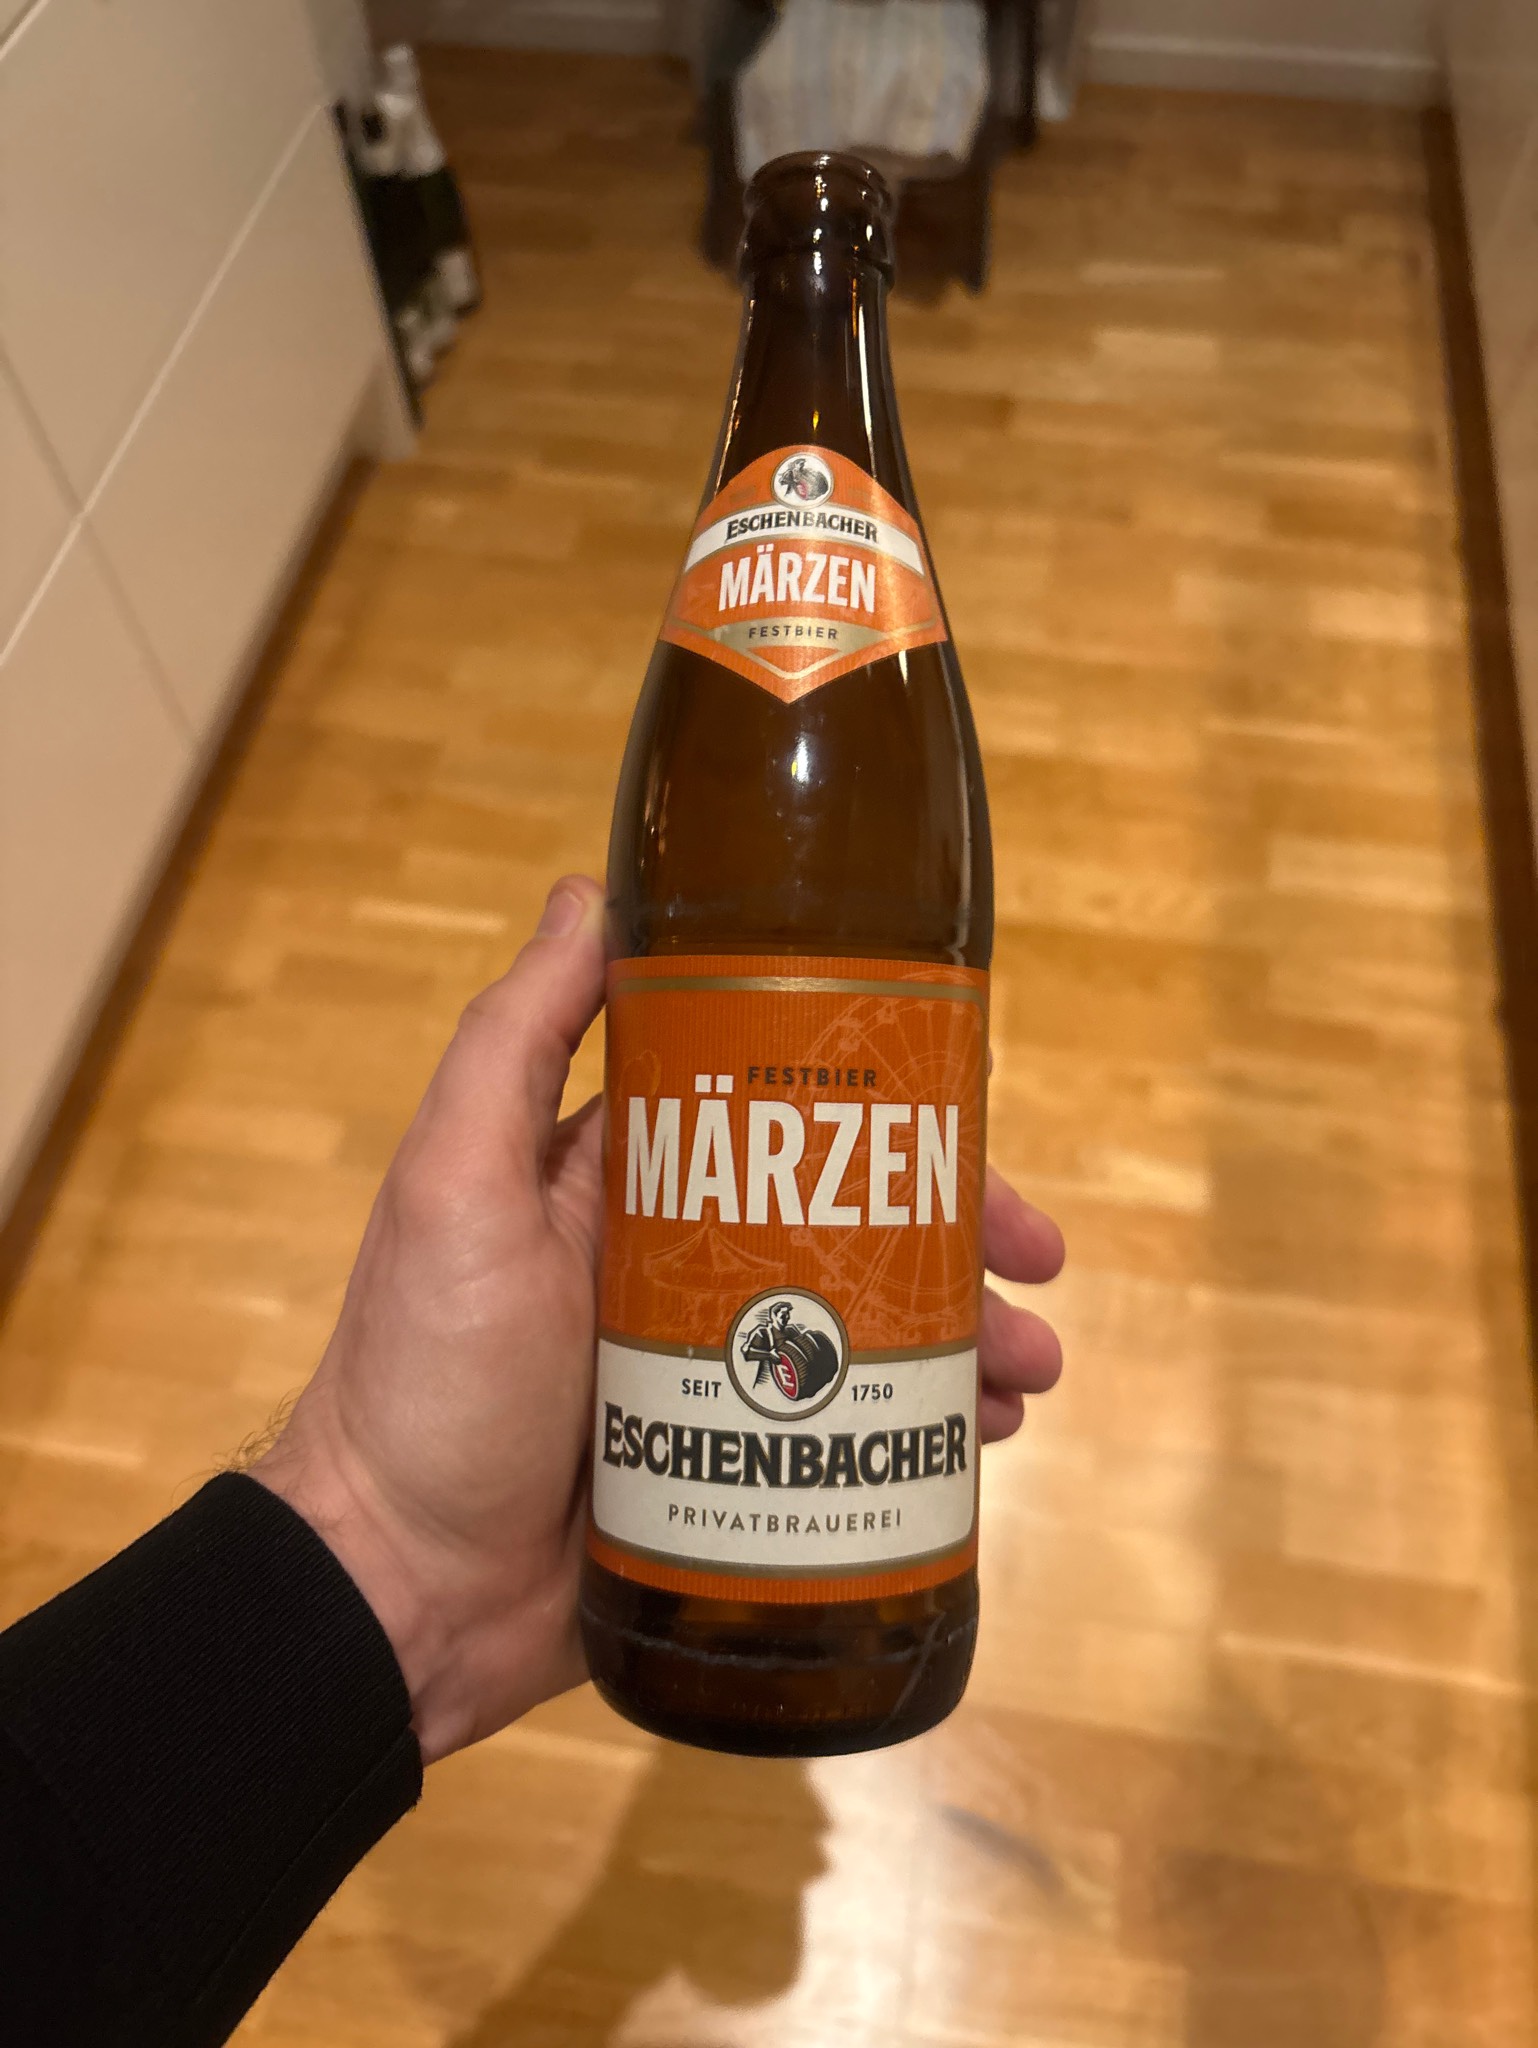 ESCHENBACHER
MÄRZEN
FESTBIER
FESTBIER
MÄRZEN
E
SEIT 1750
ESCHENBACHER
PRIVATBRAUEREI